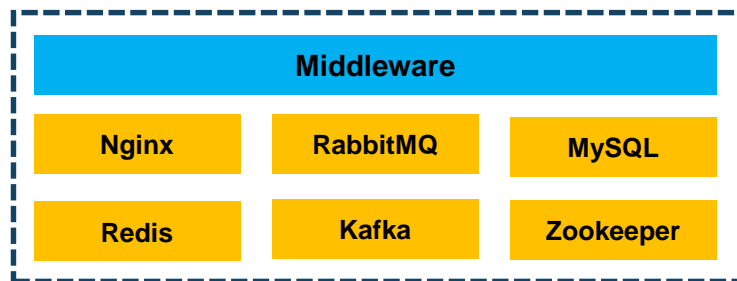 Middleware
Nginx
RabbitMQ
MySQL
Redis
Kafka
Zookeeper